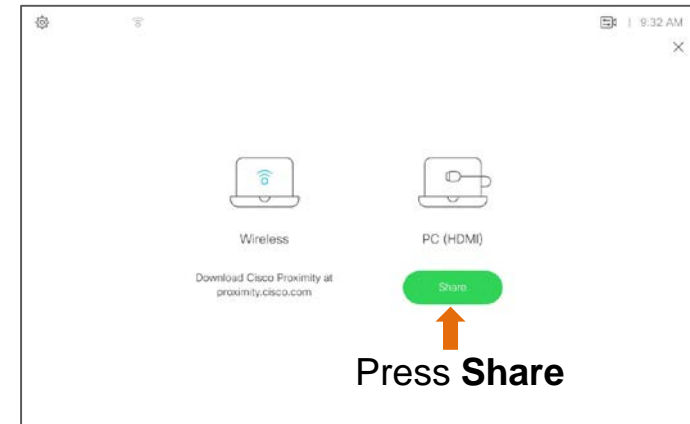 | 9:32 AM
Wireless
PC (HDMI)
Download Cisco Proximity at
proximity.cisco.com
Share
Press Share